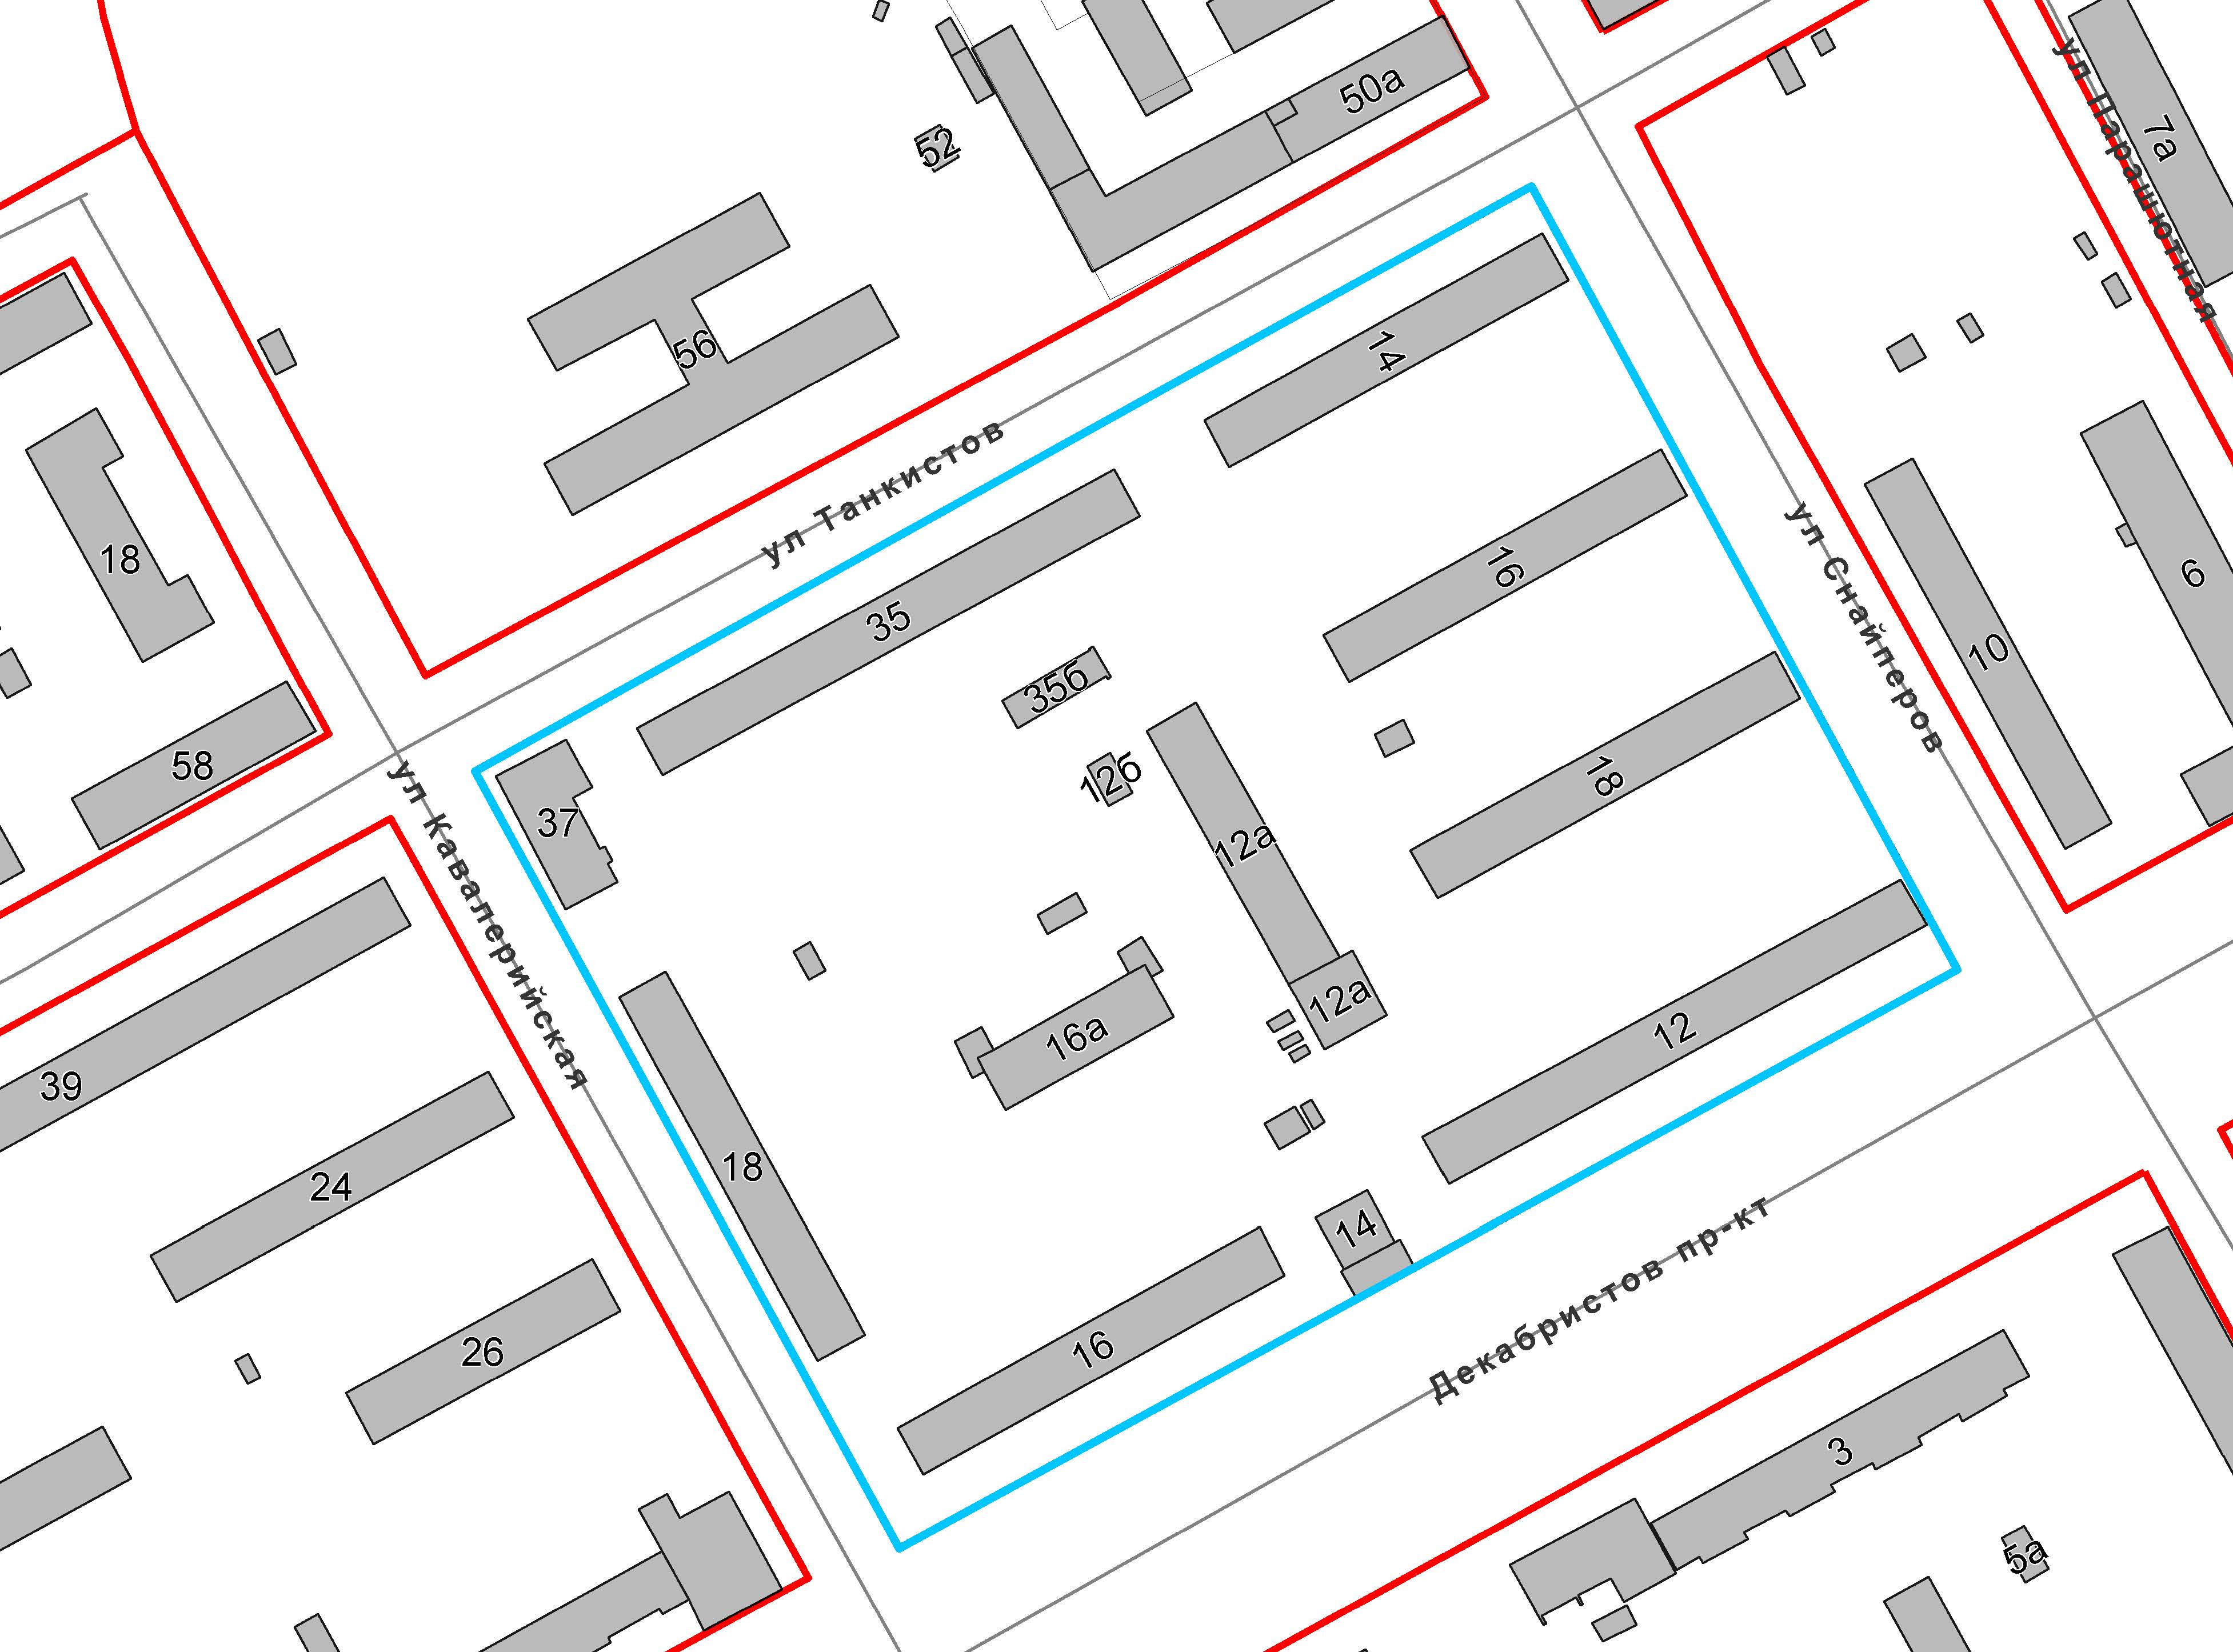 50а
7а
ул Парашютная
52
14
56
ул Танкистов
16
18
35
6
ул Снайперов
10
35б
58
12б
18
37
12а
ул Кавалерийская
12а
16а
12
39
18
24
14
Декабристов пр-кт
16
26
3
5а